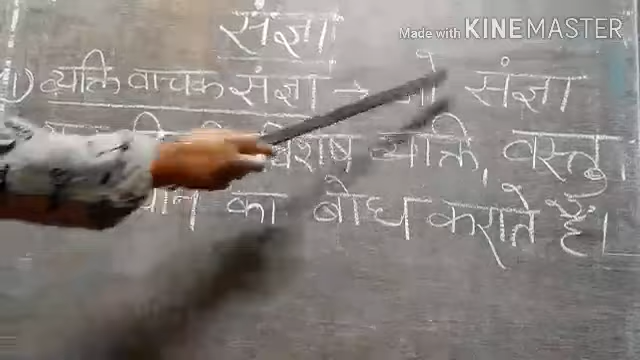 Made with KINEMASTER
संज्ञा
1) व्यक्ति वाचक संज्ञा → जो संज्ञा
विशेष व्यक्ति, वस्तु,
का बोध कराते हैं।